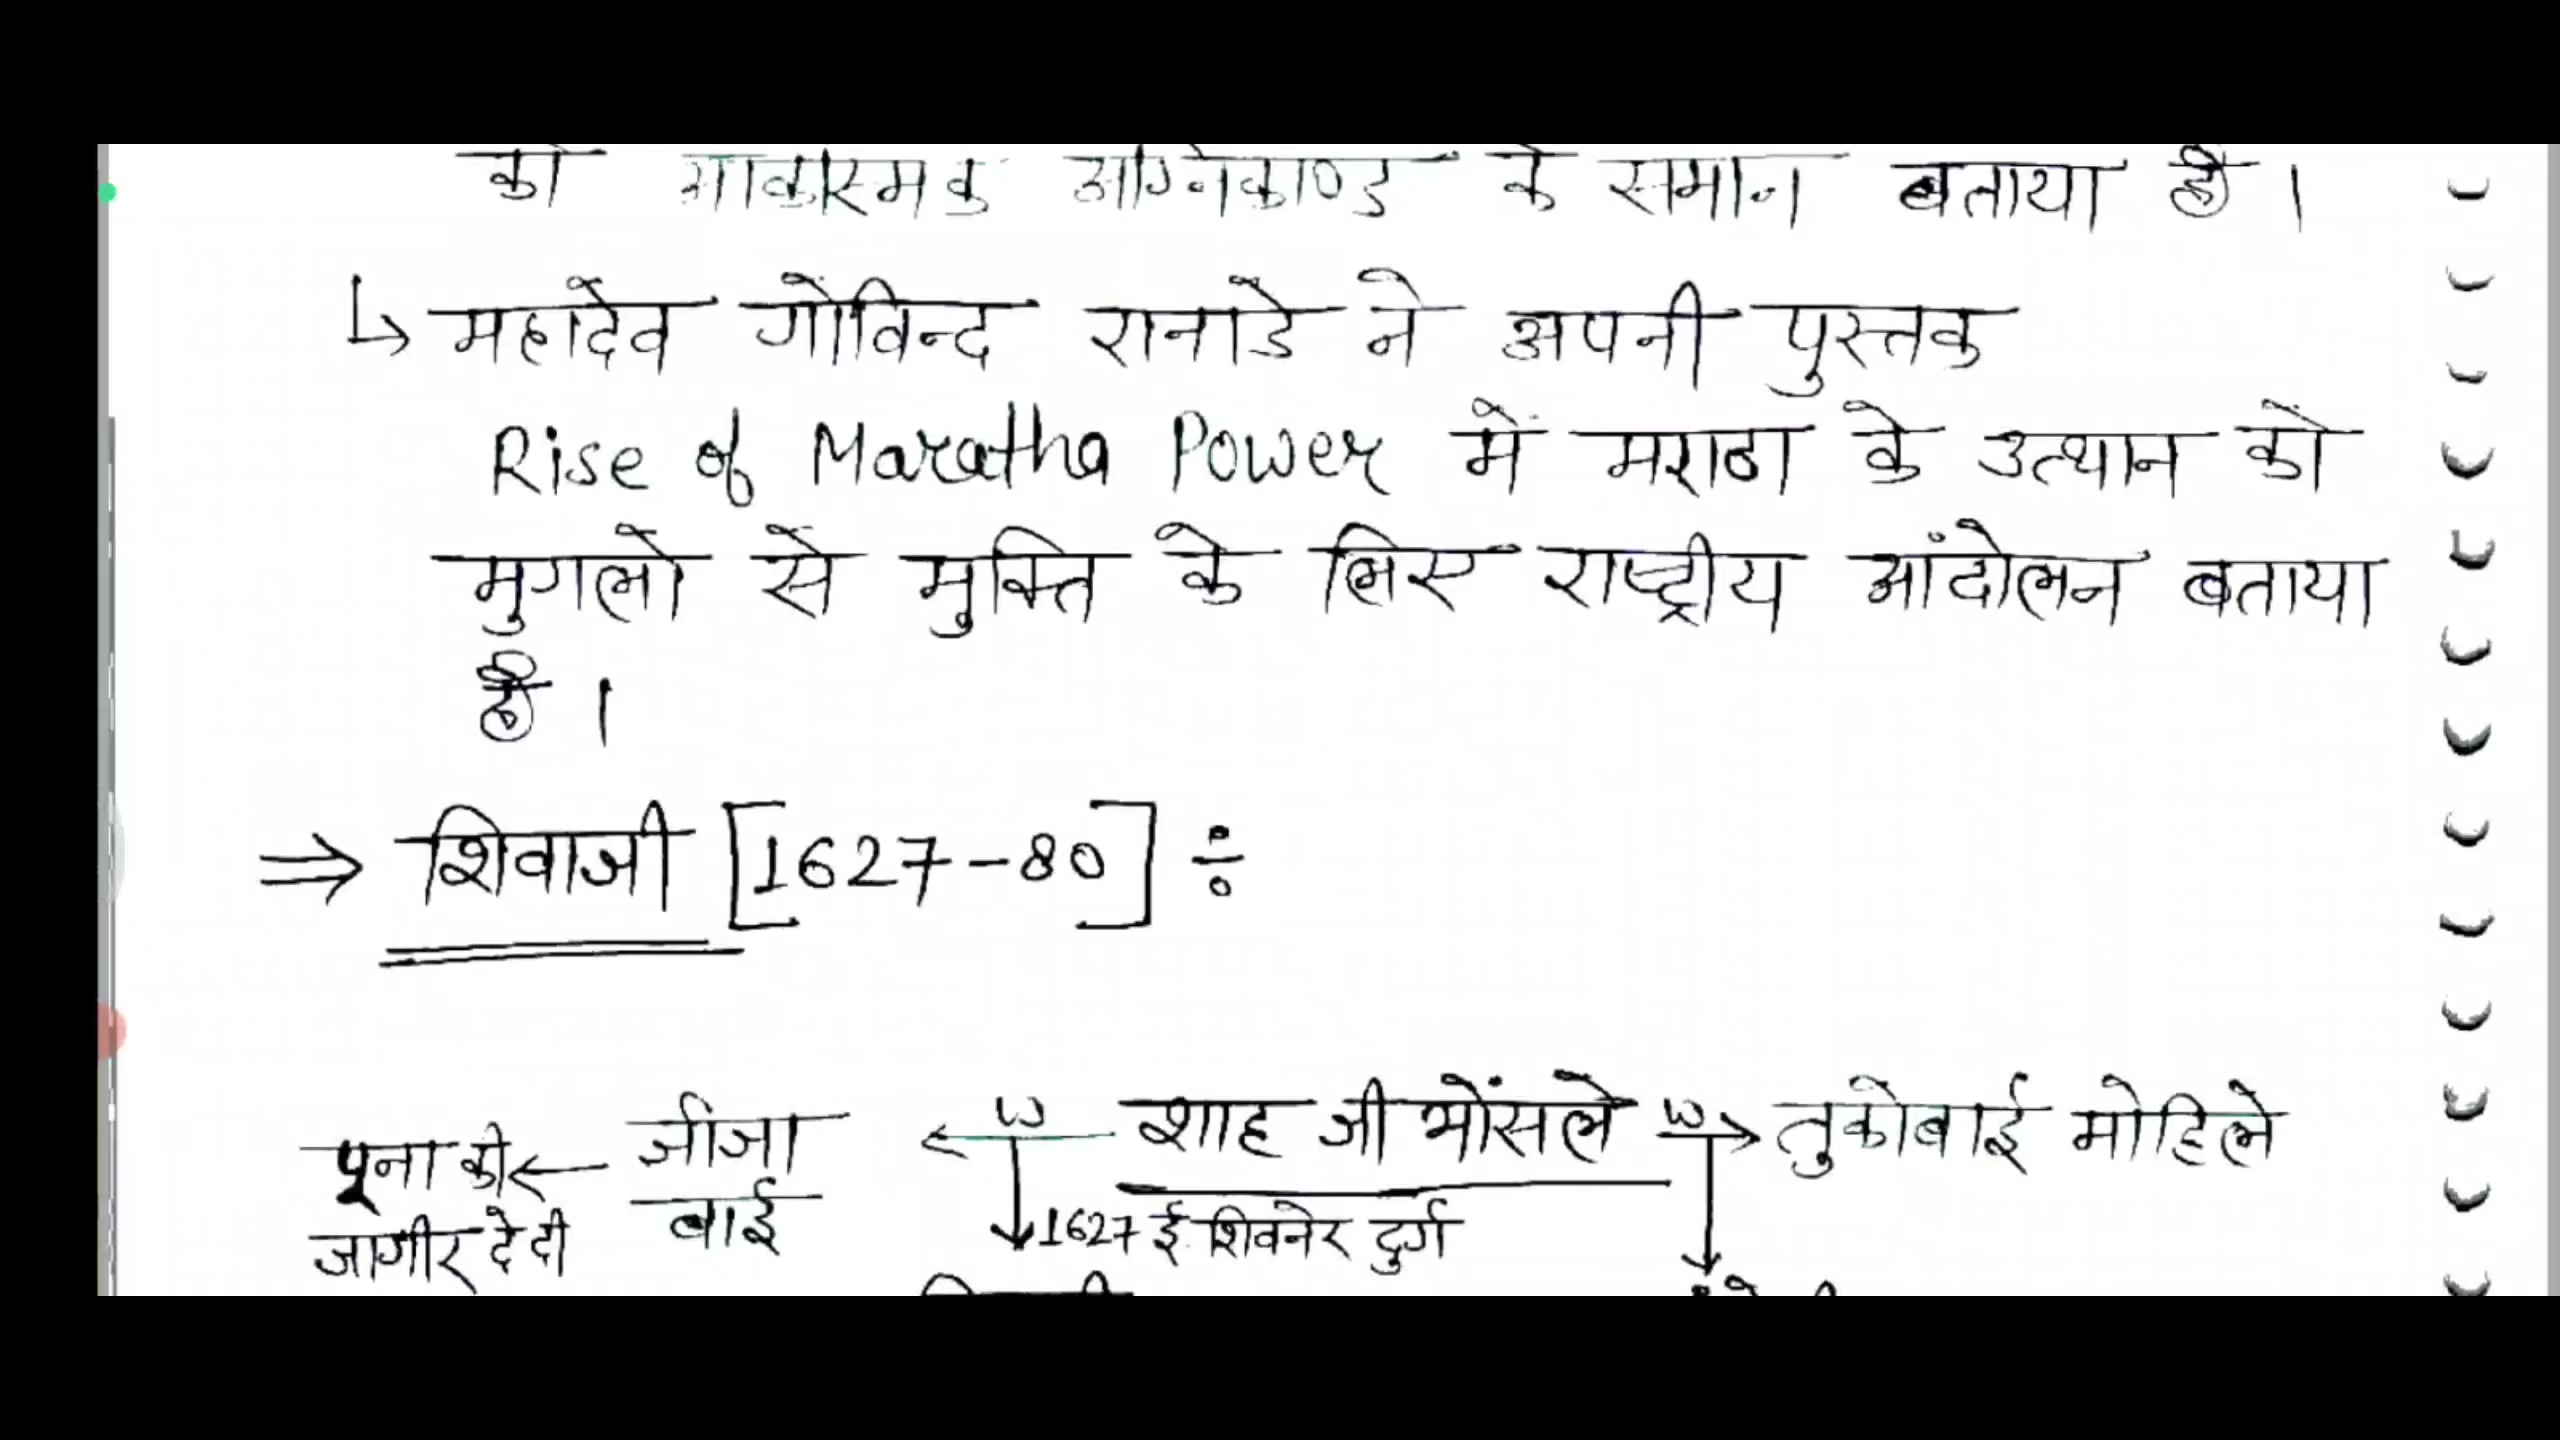 को आकस्मक अग्निकाण्ड के समान बताया है।
↳ महादेव गोविन्द रानाडे ने अपनी पुस्तक
Rise of Maratha Power में मराठा के उत्थान को
मुगलो से मुक्ति के लिए राष्ट्रीय आंदोलन बताया
है।
⇒ शिवाजी [1627-80] ÷
पूना की ← जीजा ← W शाह जी भोंसले W → तुकोबाई मोहिले
जागीर दे दी बाई ↓ 1627 ई. शिवनेर दुर्ग ↓